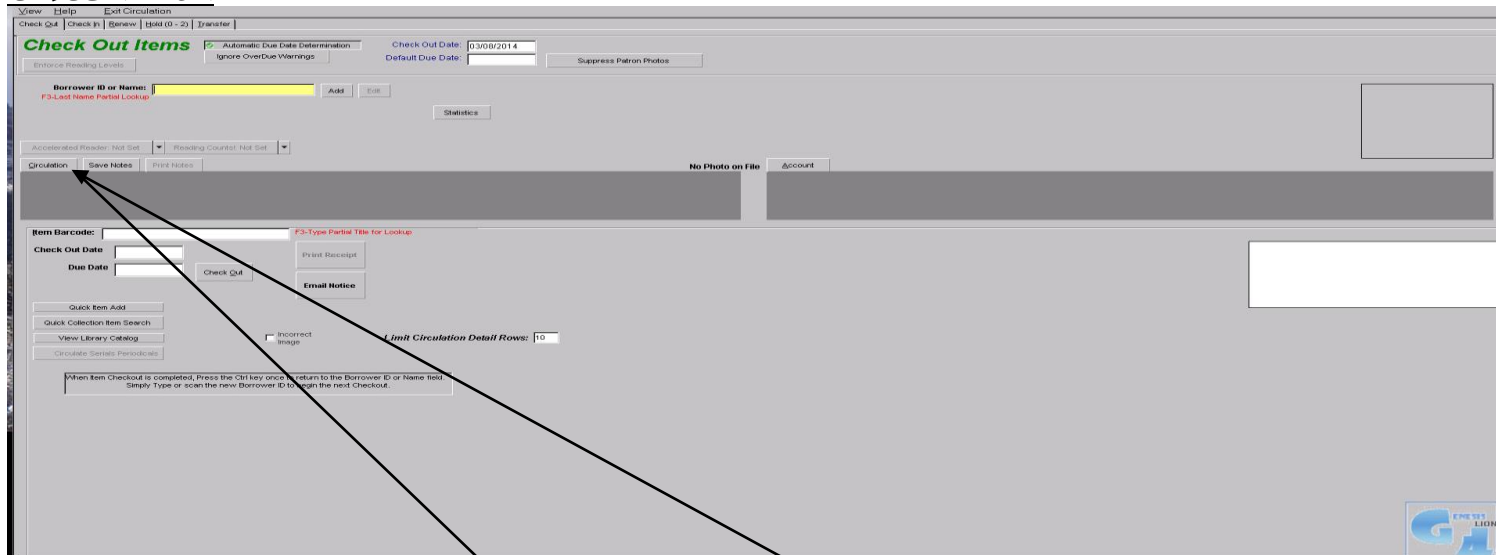 View Help Exit Circulation
Check Out Check In Renew Hold (0 - 2) Transfer
Check Out Items Automatic Due Date Determination Check Out Date: 03/08/2014
Ignore OverDue Warnings Default Due Date: Suppress Patron Photos
Enforce Reading Levels
Borrower ID or Name: Add Edit
F3-Last Name Partial Lookup
Statistics
Accelerated Reader: Not Set Reading Counts!: Not Set
Circulation Save Notes Print Notes No Photo on File Account
Item Barcode: F3-Type Partial Title for Lookup
Check Out Date Print Receipt
Due Date Check Out
Email Notice
Quick Item Add
Quick Collection Item Search
View Library Catalog Incorrect Image Limit Circulation Detail Rows: 10
Circulate Serials Periodicals
When Item Checkout is completed, Press the Ctrl key once to return to the Borrower ID or Name field.
Simply Type or scan the new Borrower ID to begin the next Checkout.
GENESIS
LION